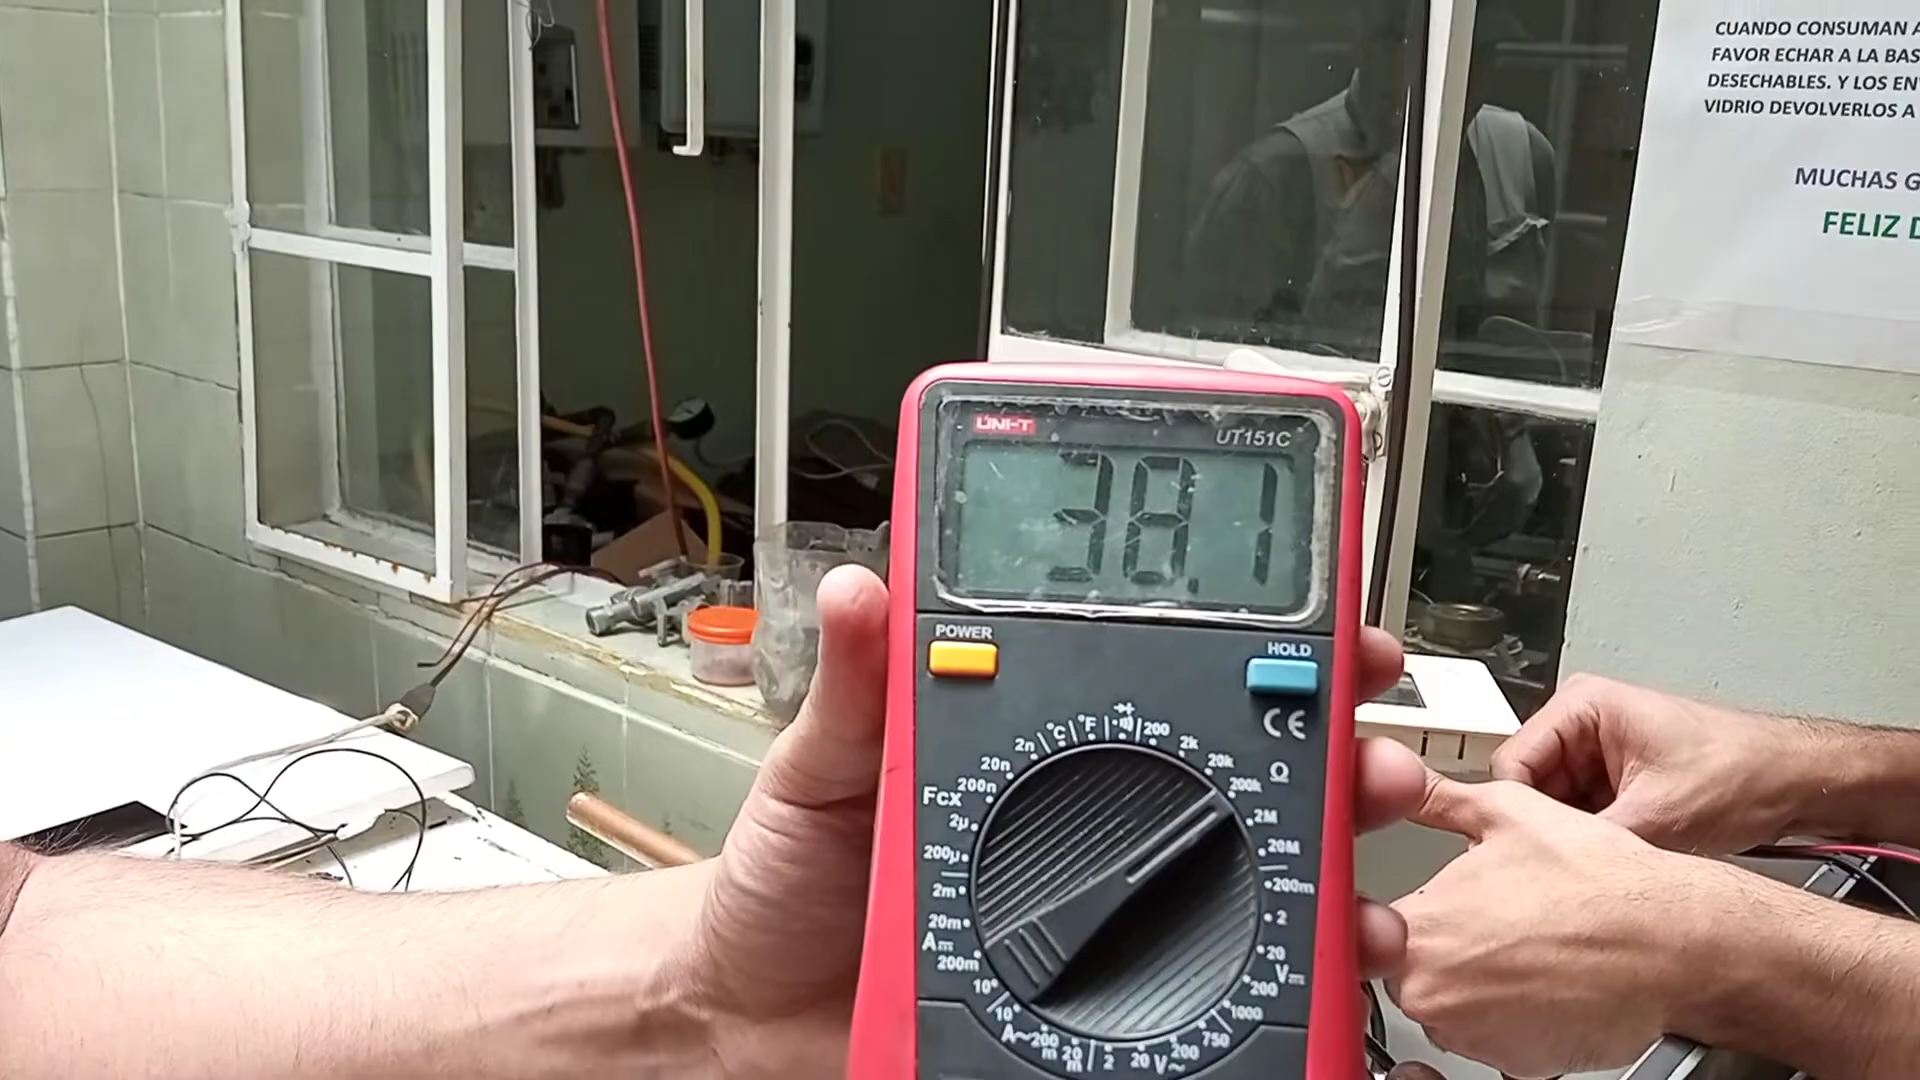 CUANDO CONSUMAN A
FAVOR ECHAR A LA BAS
DESECHABLES. Y LOS EN
VIDRIO DEVOLVERLOS A
MUCHAS G
FELIZ D
UNI-T
UT151C
38.1
POWER
HOLD
CE
°C
°F
200
2k
20k
200k
Ω
2M
20M
200m
2
20
V⎓
200
1000
750
200
V~
20
2
20
m
200
m
A~
10
10
200m
A⎓
20m
2m
200µ
2µ
Fcx
200n
20n
2n